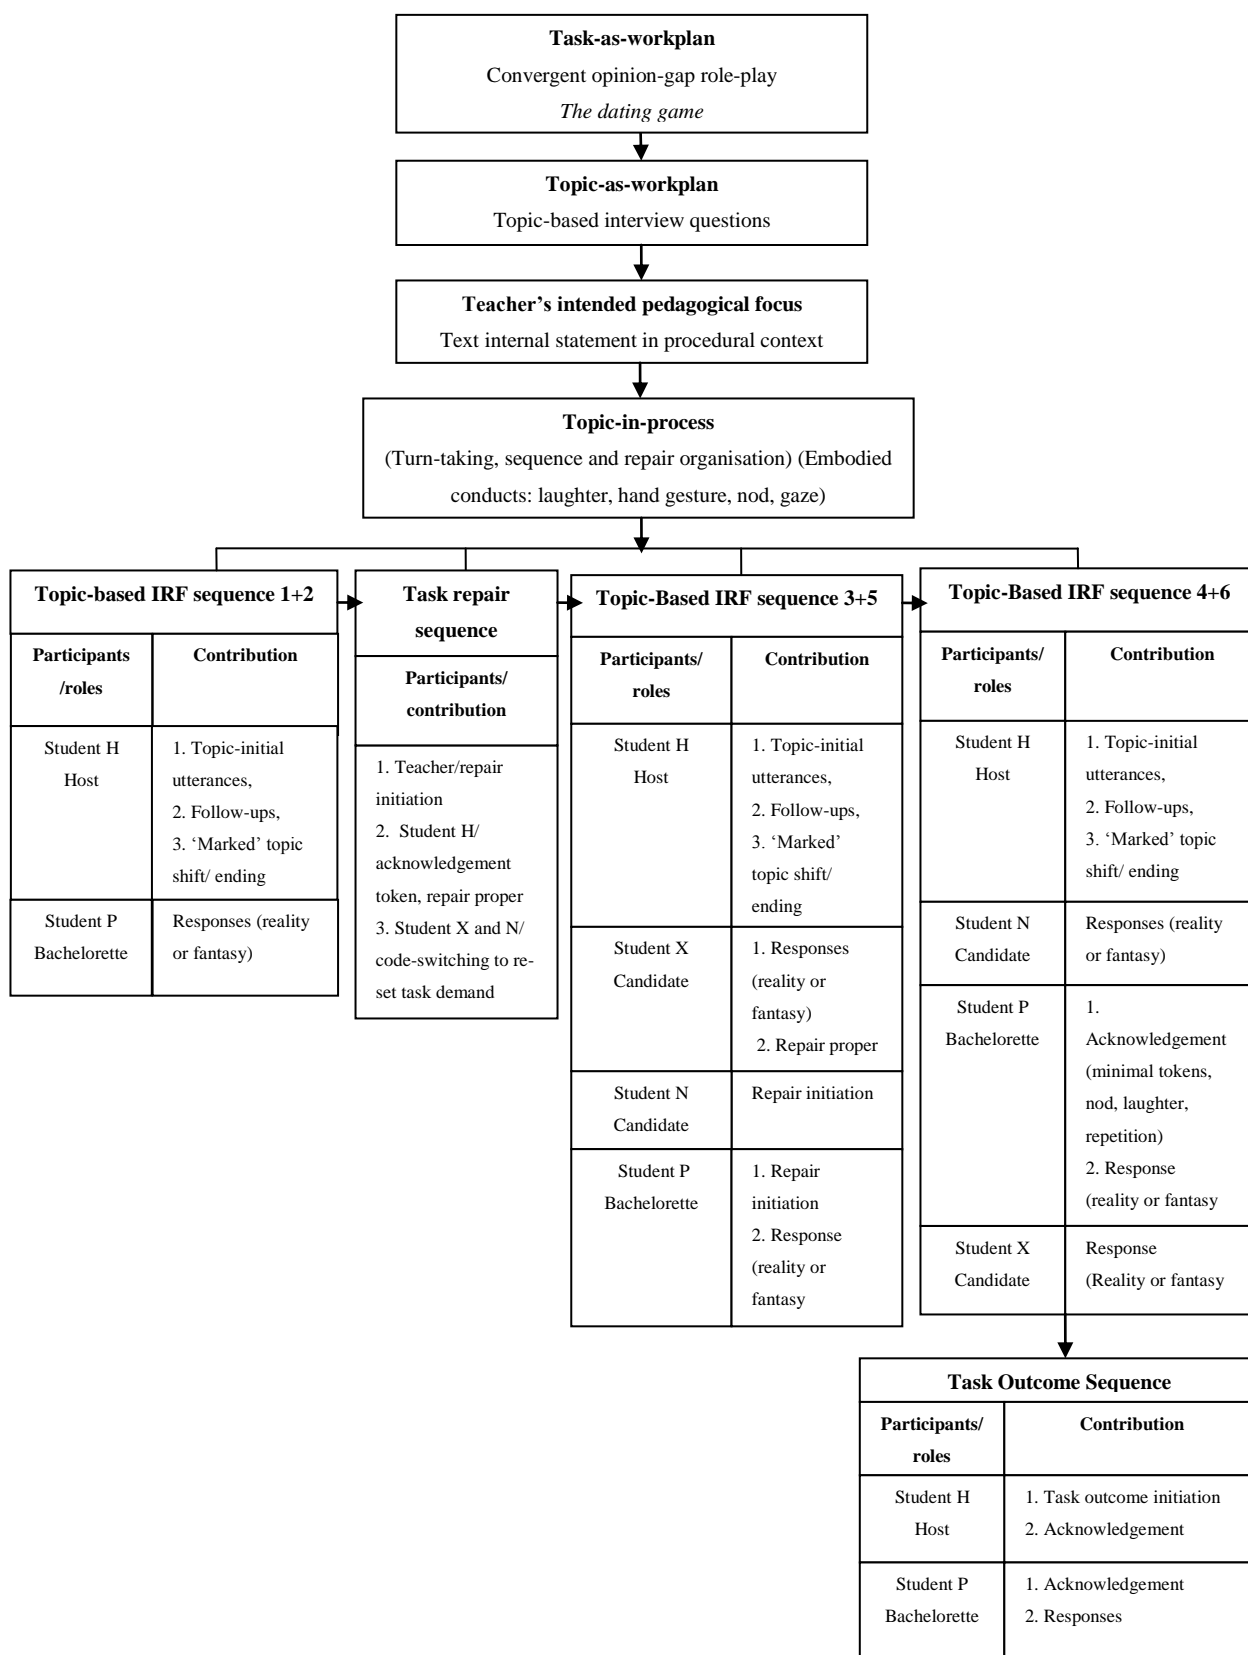 Task-as-workplan
Convergent opinion-gap role-play
The dating game
Topic-as-workplan
Topic-based interview questions
Teacher’s intended pedagogical focus
Text internal statement in procedural context
Topic-in-process
(Turn-taking, sequence and repair organisation) (Embodied
conducts: laughter, hand gesture, nod, gaze)
Topic-based IRF sequence 1+2
Participants
/roles
Contribution
Student H
Host
1. Topic-initial
utterances,
2. Follow-ups,
3. ‘Marked’ topic
shift/ ending
Student P
Bachelorette
Responses (reality
or fantasy)
Task repair
sequence
Participants/
contribution
1. Teacher/repair
initiation
2. Student H/
acknowledgement
token, repair proper
3. Student X and N/
code-switching to re-
set task demand
Topic-Based IRF sequence 3+5
Participants/
roles
Contribution
Student H
Host
1. Topic-initial
utterances,
2. Follow-ups,
3. ‘Marked’
topic shift/
ending
Student X
Candidate
1. Responses
(reality or
fantasy)
2. Repair proper
Student N
Candidate
Repair initiation
Student P
Bachelorette
1. Repair
initiation
2. Response
(reality or
fantasy
Topic-Based IRF sequence 4+6
Participants/
roles
Contribution
Student H
Host
1. Topic-initial
utterances,
2. Follow-ups,
3. ‘Marked’ topic
shift/ ending
Student N
Candidate
Responses (reality
or fantasy)
Student P
Bachelorette
1.
Acknowledgement
(minimal tokens,
nod, laughter,
repetition)
2. Response
(reality or fantasy
Student X
Candidate
Response
(Reality or fantasy
Task Outcome Sequence
Participants/
roles
Contribution
Student H
Host
1. Task outcome initiation
2. Acknowledgement
Student P
Bachelorette
1. Acknowledgement
2. Responses